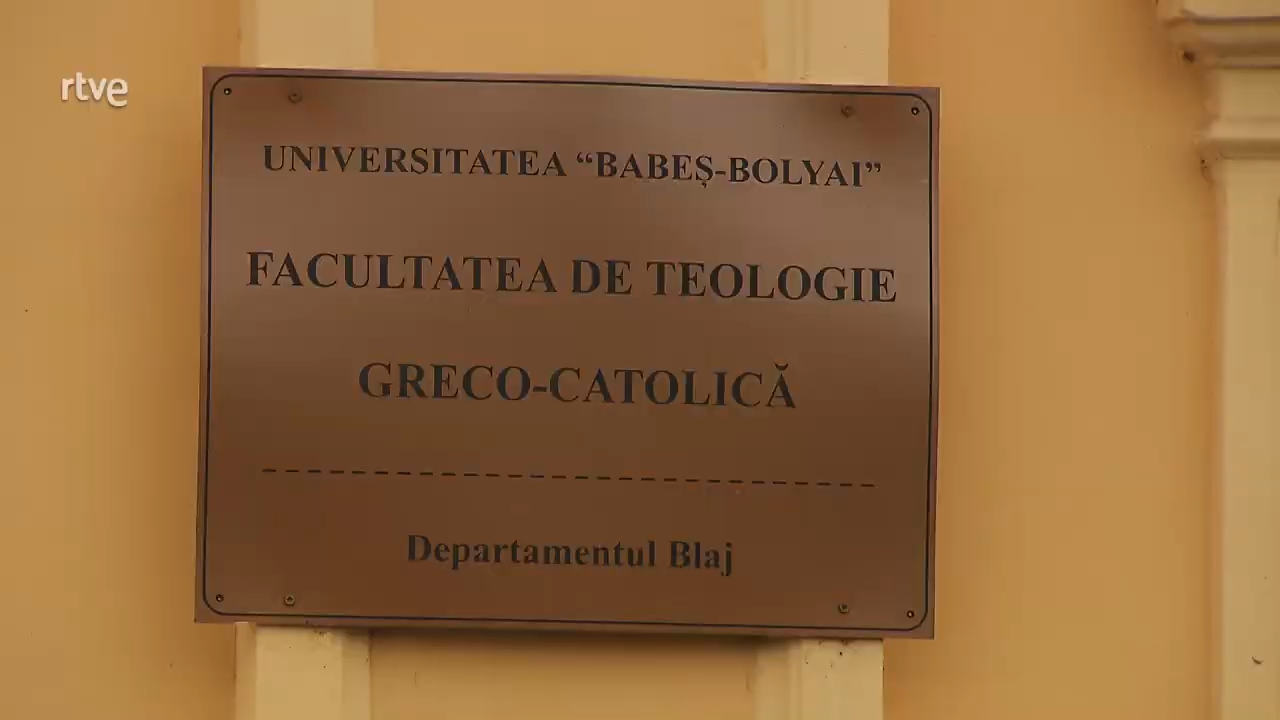 rtve
UNIVERSITATEA “BABEȘ-BOLYAI”
FACULTATEA DE TEOLOGIE
GRECO-CATOLICĂ
Departamentul Blaj